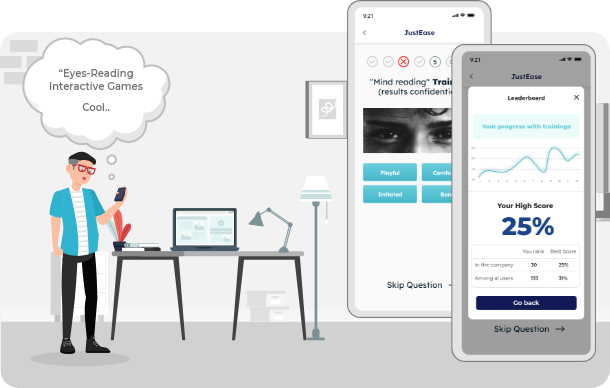 “Eyes-Reading
Interactive Games
Cool..
9:21
JustEase
5
"Mind reading" Trai
(results confidenti
Playful
Comfo
Irritated
Bor
Skip Question
9:21
JustEase
Leaderboard
Your progress with trainings
Your High Score
25%
You rank Best Score
In the company 30 25%
Among al users 513 31%
Go back
Skip Question →